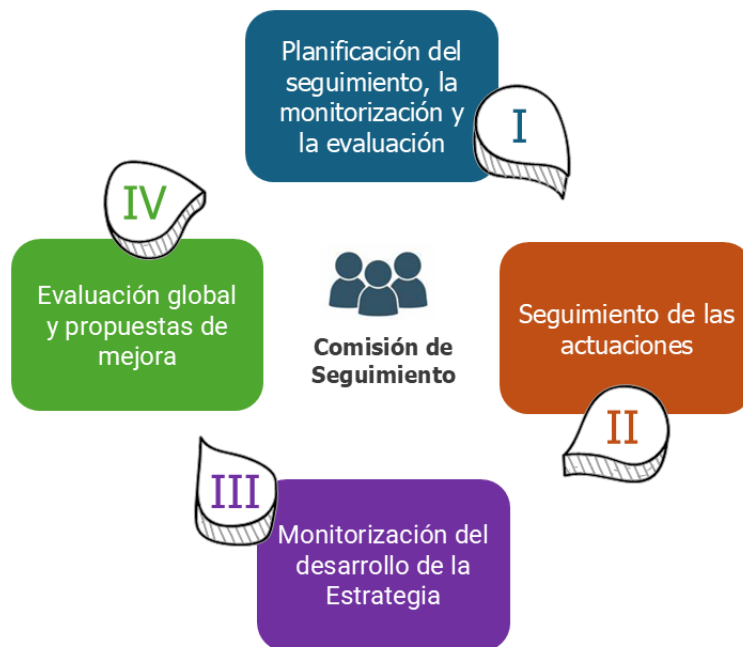 Planificación del
seguimiento, la
monitorización y
la evaluación
I
IV
Evaluación global
y propuestas de
mejora
Comisión de
Seguimiento
Seguimiento de las
actuaciones
II
III
Monitorización del
desarrollo de la
Estrategia